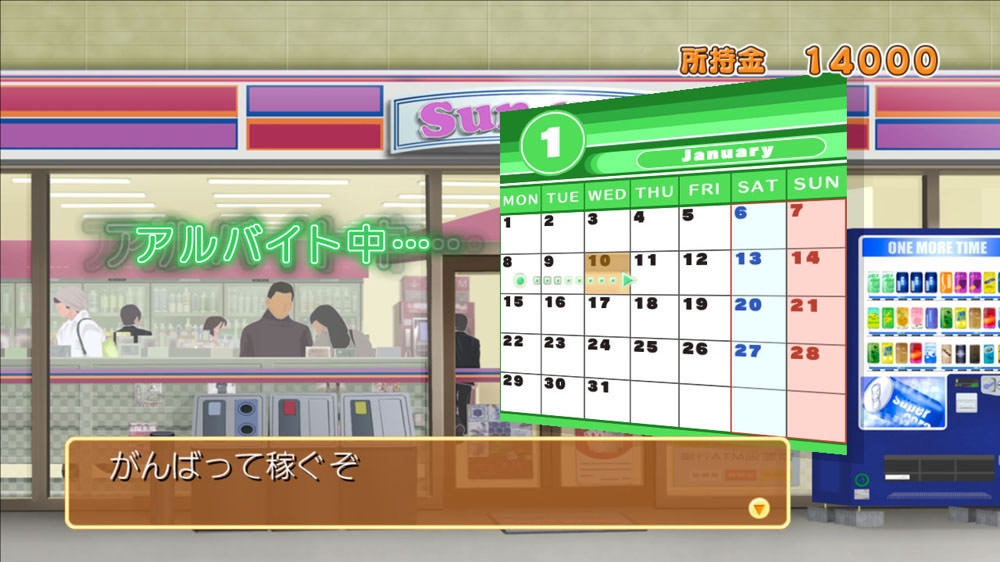 所持金 14000
Sun
1
January
MON TUE WED THU FRI SAT SUN
1 2 3 4 5 6 7
8 9 10 11 12 13 14
15 16 17 18 19 20 21
22 23 24 25 26 27 28
29 30 31
アルバイト中……
ONE MORE TIME
がんばって稼ぐぞ